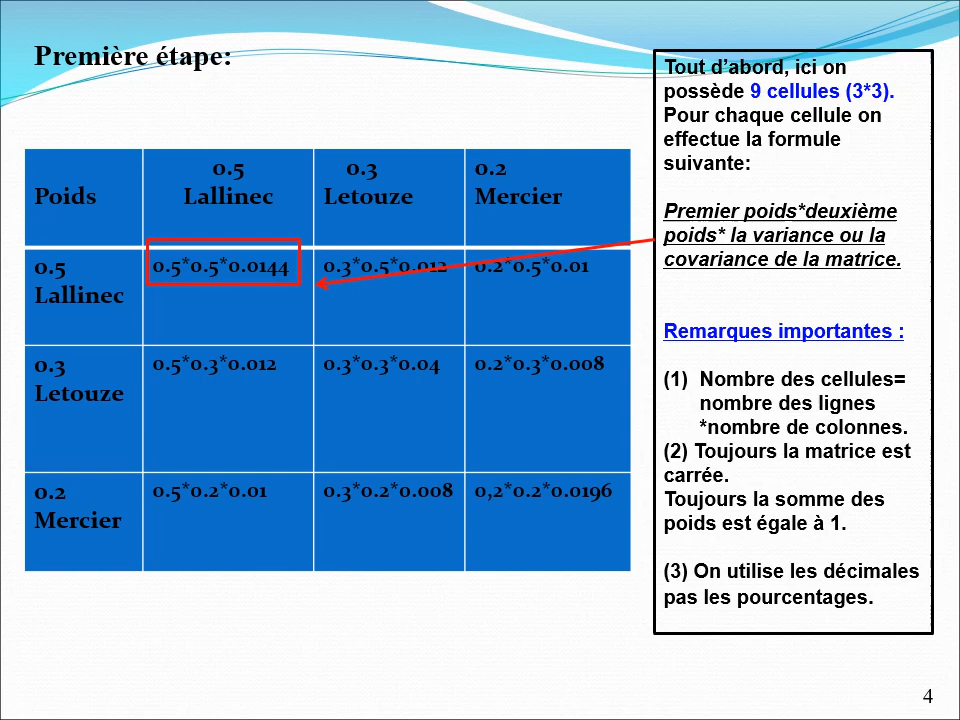 Première étape:
Poids
0.5
Lallinec
0.3
Letouze
0.2
Mercier
0.5
Lallinec
0.5*0.5*0.0144
0.3*0.5*0.012
0.2*0.5*0.01
0.3
Letouze
0.5*0.3*0.012
0.3*0.3*0.04
0.2*0.3*0.008
0.2
Mercier
0.5*0.2*0.01
0.3*0.2*0.008
0,2*0.2*0.0196
Tout d’abord, ici on
possède 9 cellules (3*3).
Pour chaque cellule on
effectue la formule
suivante:
Premier poids*deuxième
poids* la variance ou la
covariance de la matrice.
Remarques importantes :
(1) Nombre des cellules=
nombre des lignes
*nombre de colonnes.
(2) Toujours la matrice est
carrée.
Toujours la somme des
poids est égale à 1.
(3) On utilise les décimales
pas les pourcentages.
4